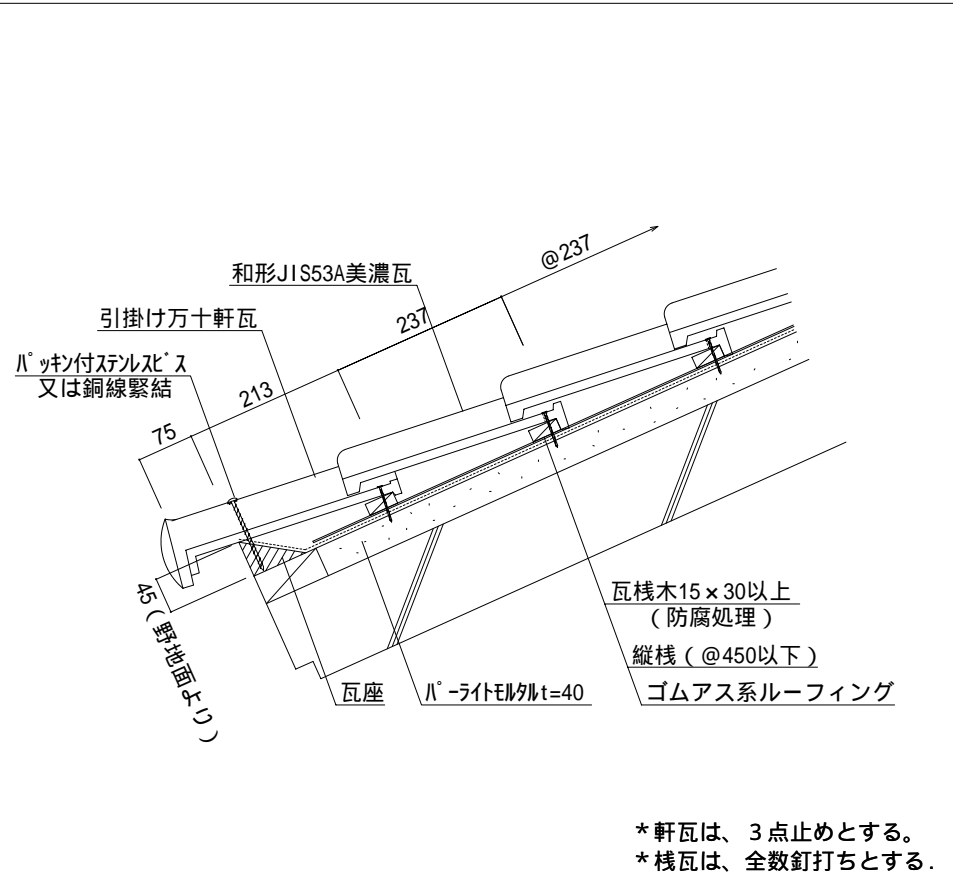 @237
和形JIS53A美濃瓦
237
引掛け万十軒瓦
ﾊﾟｯｷﾝ付ｽﾃﾝﾚｽﾋﾞｽ
又は銅線緊結
213
75
45(野地面より)
瓦桟木15×30以上
(防腐処理)
縦桟(@450以下)
瓦座
ﾊﾟｰﾗｲﾄﾓﾙﾀﾙt=40
ゴムアス系ルーフィング
*軒瓦は、3点止めとする。
*桟瓦は、全数釘打ちとする.